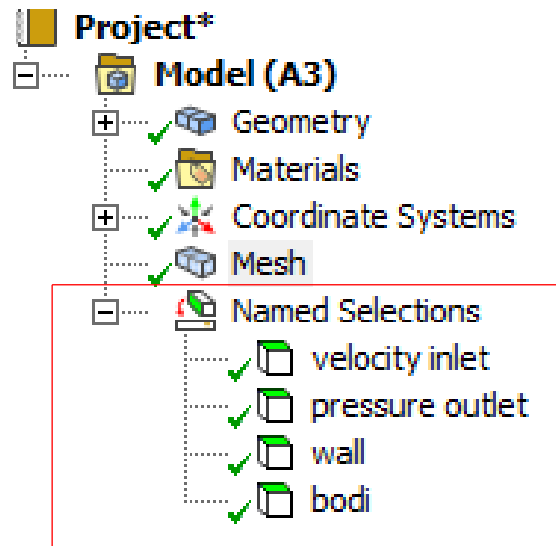 Project*
Model (A3)
Geometry
Materials
Coordinate Systems
Mesh
Named Selections
velocity inlet
pressure outlet
wall
bodi